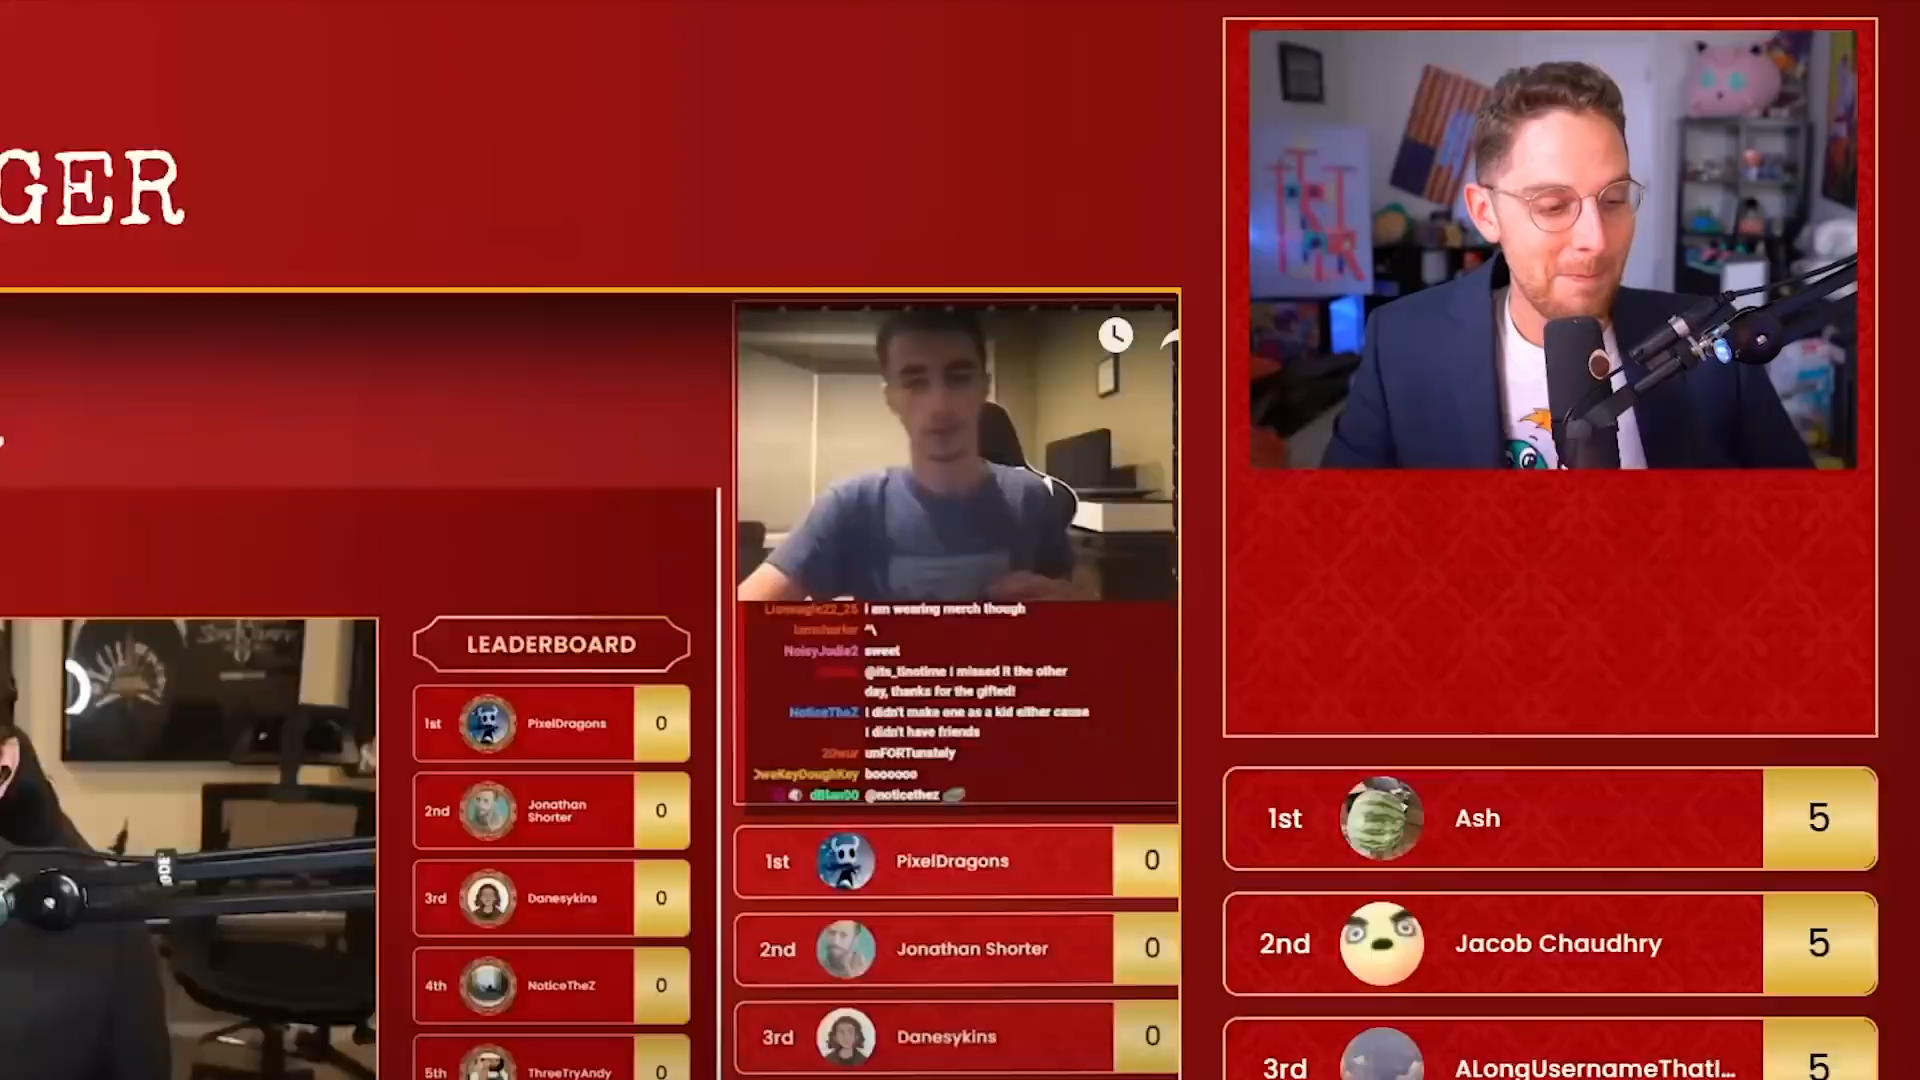 GER
LEADERBOARD
1st PixelDragons 0
2nd Jonathan
Shorter 0
3rd Danesykins 0
4th NoticeTheZ 0
5th ThreeTryAndy 0
I am wearing merch though
NoisyJodie2 sweet
@its_tinotime I missed it the other
day, thanks for the gifted!
NoticeTheZ I didn't make one as a kid either cause
I didn't have friends
unFORTunately
OweKeyDoughKey boooooo
@noticethez
1st PixelDragons 0
2nd Jonathan Shorter 0
3rd Danesykins 0
1st Ash 5
2nd Jacob Chaudhry 5
3rd ALongUsernameThatI... 5